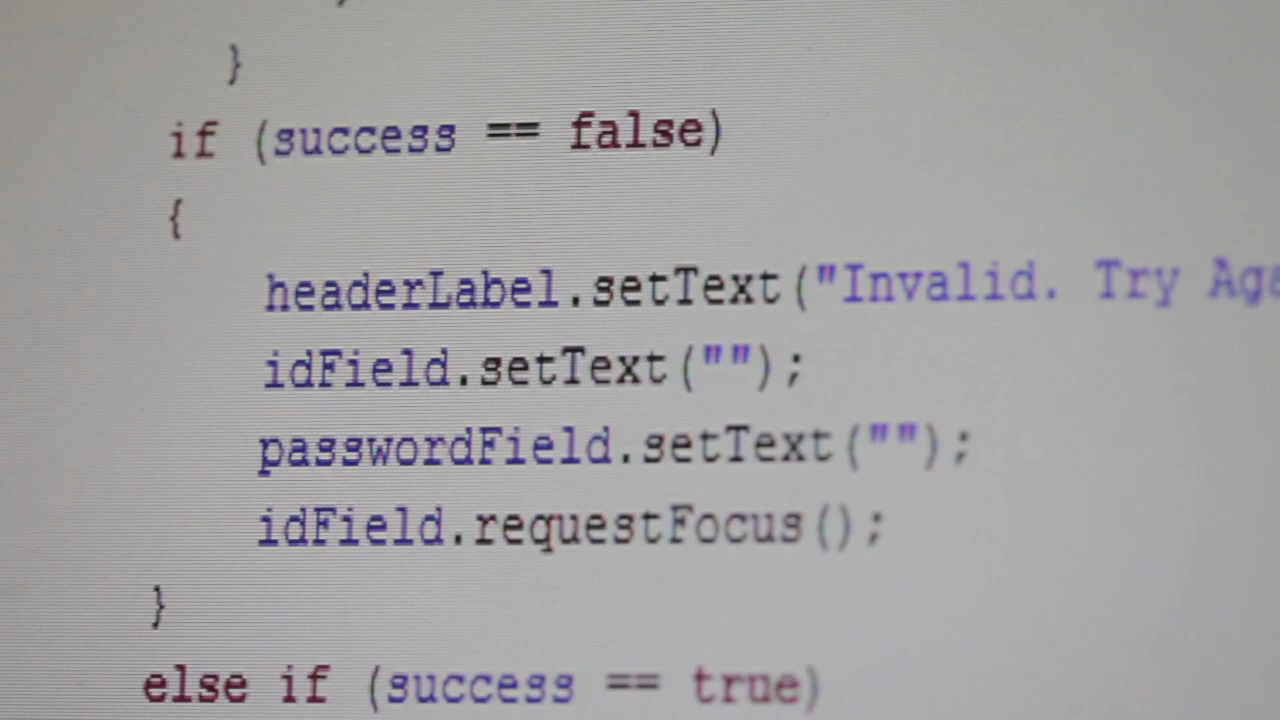 }
if (success == false)
{
headerLabel.setText("Invalid. Try
idField.setText("");
passwordField.setText("");
idField.requestFocus();
}
else if (success == true)